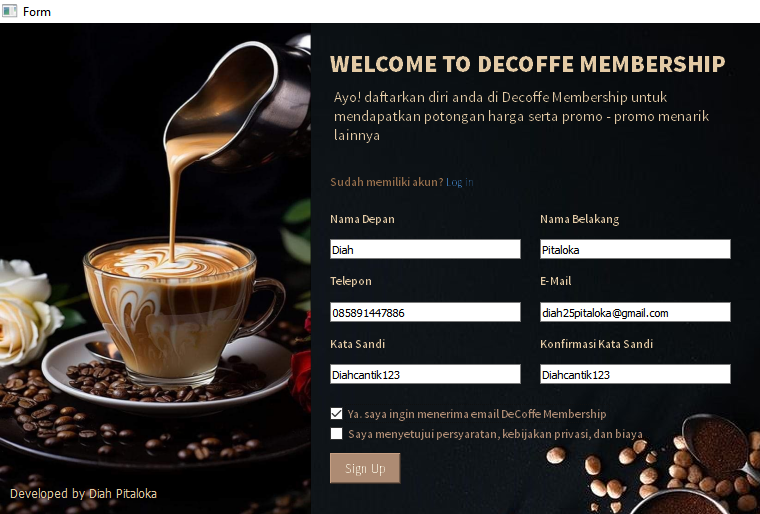 Form
WELCOME TO DECOFFE MEMBERSHIP
Ayo! daftarkan diri anda di Decoffe Membership untuk
mendapatkan potongan harga serta promo - promo menarik
lainnya
Sudah memiliki akun? Log in
Nama Depan
Nama Belakang
Diah
Pitaloka
Telepon
E-Mail
085891447886
diah25pitaloka@gmail.com
Kata Sandi
Konfirmasi Kata Sandi
Diahcantik123
Diahcantik123
Ya. saya ingin menerima email DeCoffe Membership
Saya menyetujui persyaratan, kebijakan privasi, dan biaya
Sign Up
Developed by Diah Pitaloka